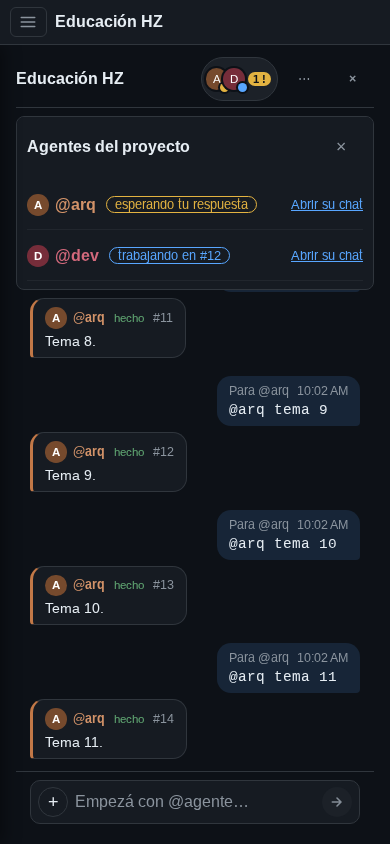 Educación HZ
Educación HZ
A D 1 ! ... ×
Agentes del proyecto ×
A @arq esperando tu respuesta Abrir su chat
D @dev trabajando en #12 Abrir su chat
A @arq hecho #11
Tema 8.
Para @arq 10:02 AM
@arq tema 9
A @arq hecho #12
Tema 9.
Para @arq 10:02 AM
@arq tema 10
A @arq hecho #13
Tema 10.
Para @arq 10:02 AM
@arq tema 11
A @arq hecho #14
Tema 11.
+ Empezá con @agente…